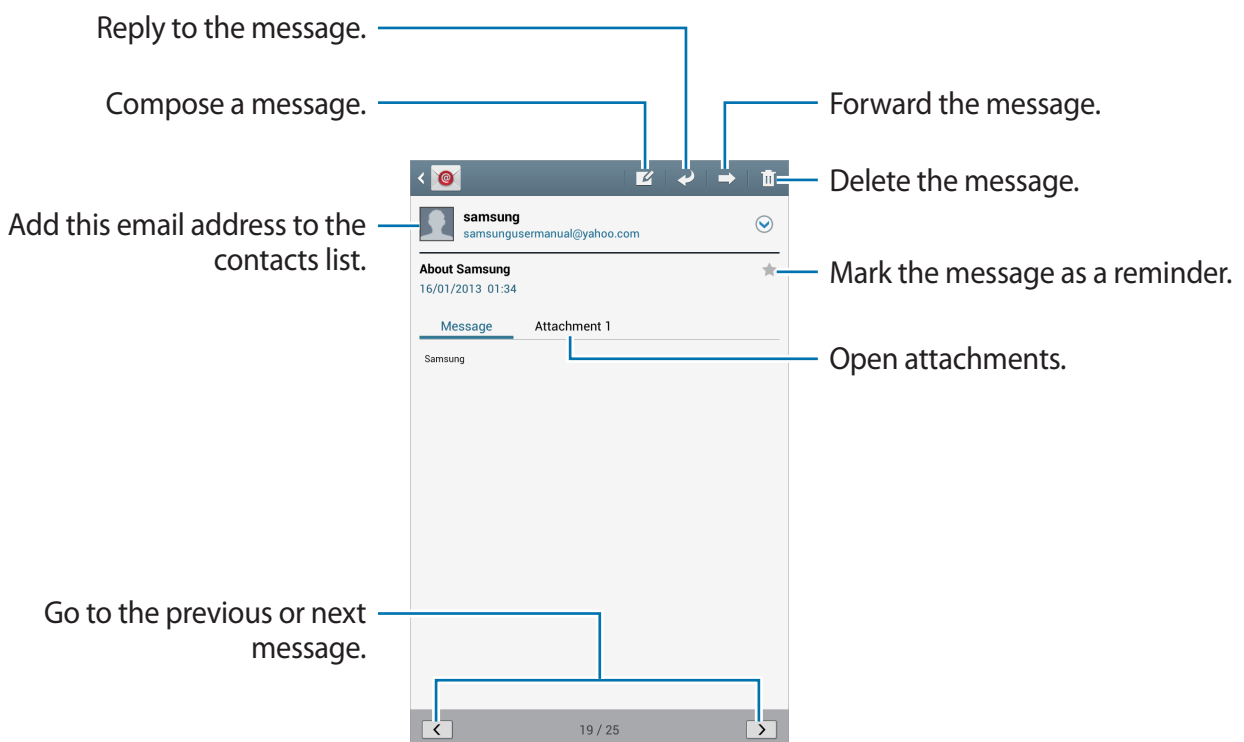 Reply to the message.
Compose a message.
Forward the message.
Delete the message.
@
samsung
samsungusermanual@yahoo.com
Add this email address to the
contacts list.
About Samsung
16/01/2013 01:34
Mark the message as a reminder.
Message Attachment 1
Samsung
Open attachments.
Go to the previous or next
message.
19 / 25